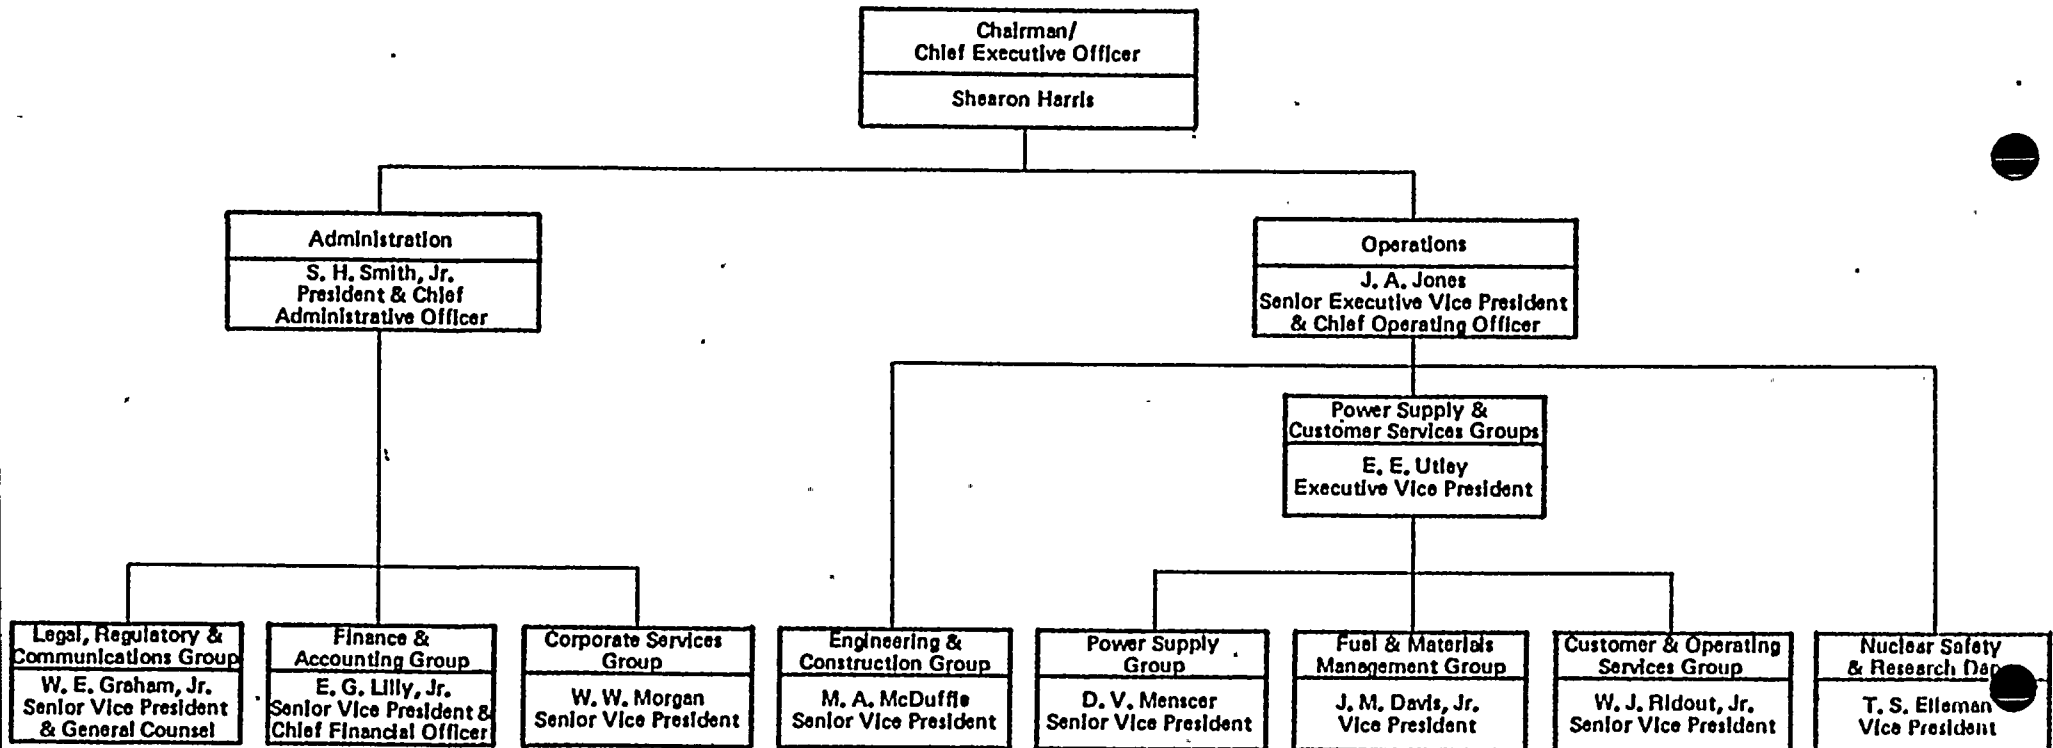 Chairman/
Chief Executive Officer
Shearon Harris
Administration
S. H. Smith, Jr.
President & Chief
Administrative Officer
Operations
J. A. Jones
Senior Executive Vice President
& Chief Operating Officer
Power Supply &
Customer Services Groups
E. E. Utley
Executive Vice President
Legal, Regulatory &
Communications Group
W. E. Graham, Jr.
Senior Vice President
& General Counsel
Finance &
Accounting Group
E. G. Lilly, Jr.
Senior Vice President &
Chief Financial Officer
Corporate Services
Group
W. W. Morgan
Senior Vice President
Engineering &
Construction Group
M. A. McDuffie
Senior Vice President
Power Supply
Group
D. V. Menscer
Senior Vice President
Fuel & Materials
Management Group
J. M. Davis, Jr.
Vice President
Customer & Operating
Services Group
W. J. Ridout, Jr.
Senior Vice President
Nuclear Safety
& Research
T. S. Elleman
Vice President